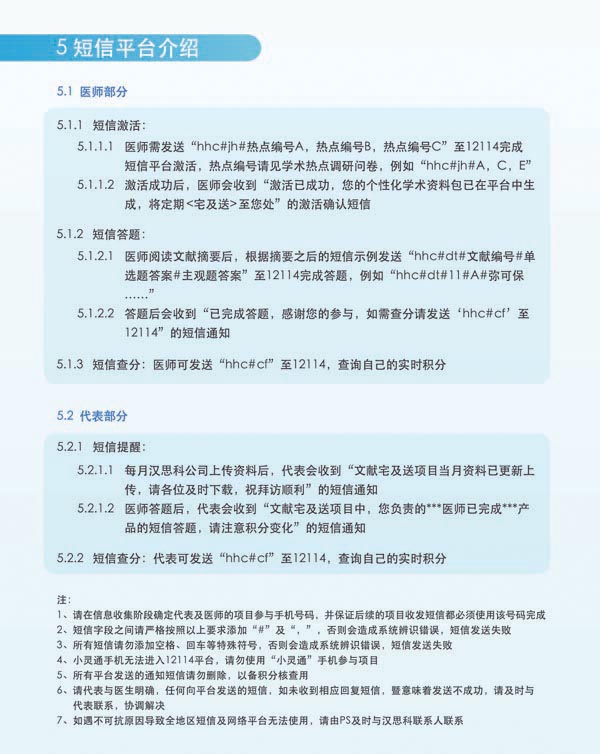 5 短信平台介绍
5.1 医师部分
5.1.1 短信激活：
5.1.1.1 医师需发送“hhc#jh#热点编号A，热点编号B，热点编号C”至12114完成
短信平台激活，热点编号请见学术热点调研问卷，例如“hhc#jh#A，C，E”
5.1.1.2 激活成功后，医师会收到“激活已成功，您的个性化学术资料包已在平台中生
成，将定期<宅及送>至您处”的激活确认短信
5.1.2 短信答题：
5.1.2.1 医师阅读文献摘要后，根据摘要之后的短信示例发送“hhc#dt#文献编号#单
选题答案#主观题答案”至12114完成答题，例如“hhc#dt#11#A#弥可保
……”
5.1.2.2 答题后会收到“已完成答题，感谢您的参与，如需查分请发送‘hhc#cf’至
12114”的短信通知
5.1.3 短信查分：医师可发送“hhc#cf”至12114，查询自己的实时积分
5.2 代表部分
5.2.1 短信提醒：
5.2.1.1 每月汉思科公司上传资料后，代表会收到“文献宅及送项目当月资料已更新上
传，请各位及时下载，祝拜访顺利”的短信通知
5.2.1.2 医师答题后，代表会收到“文献宅及送项目中，您负责的***医师已完成***产
品的短信答题，请注意积分变化”的短信通知
5.2.2 短信查分：代表可发送“hhc#cf”至12114，查询自己的实时积分
注：
1、请在信息收集阶段确定代表及医师的项目参与手机号码，并保证后续的项目收发短信都必须使用该号码完成
2、短信字段之间请严格按照以上要求添加“#”及“，”，否则会造成系统辨识错误，短信发送失败
3、所有短信请勿添加空格、回车等特殊符号，否则会造成系统辨识错误，短信发送失败
4、小灵通手机无法进入12114平台，请勿使用“小灵通”手机参与项目
5、所有平台发送的通知短信请勿删除，以备积分核查用
6、请代表与医生明确，任何向平台发送的短信，如未收到相应回复短信，暨意味着发送不成功，请及时与
代表联系，协调解决
7、如遇不可抗原因导致全地区短信及网络平台无法使用，请由PS及时与汉思科联系人联系